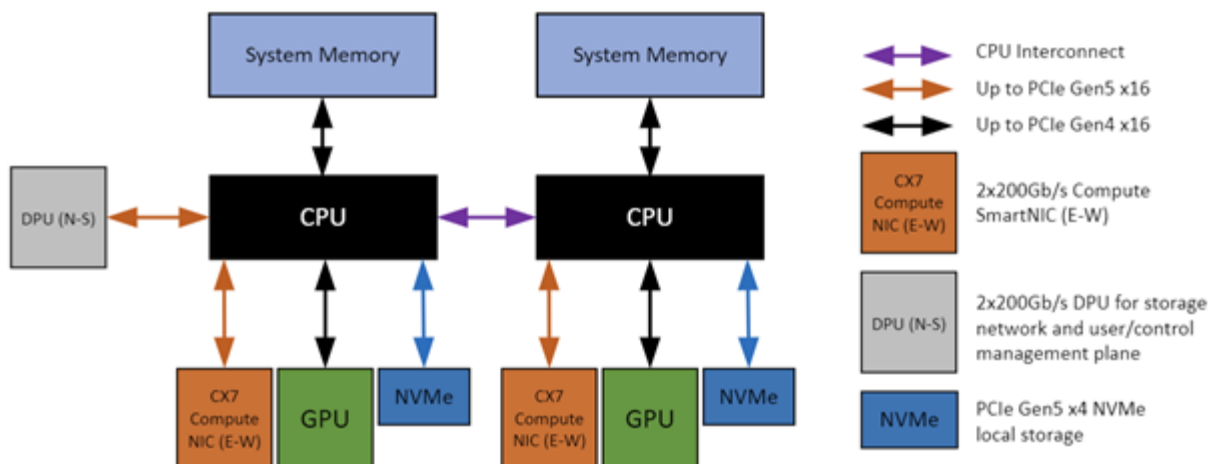 System Memory
System Memory
CPU Interconnect
Up to PCIe Gen5 x16
Up to PCIe Gen4 x16
DPU (N-S)
CPU
CPU
CX7
Compute
NIC (E-W)
2x200Gb/s Compute
SmartNIC (E-W)
DPU (N-S)
2x200Gb/s DPU for storage
network and user/control
management plane
CX7
Compute
NIC (E-W)
GPU
NVMe
CX7
Compute
NIC (E-W)
GPU
NVMe
NVMe
PCIe Gen5 x4 NVMe
local storage